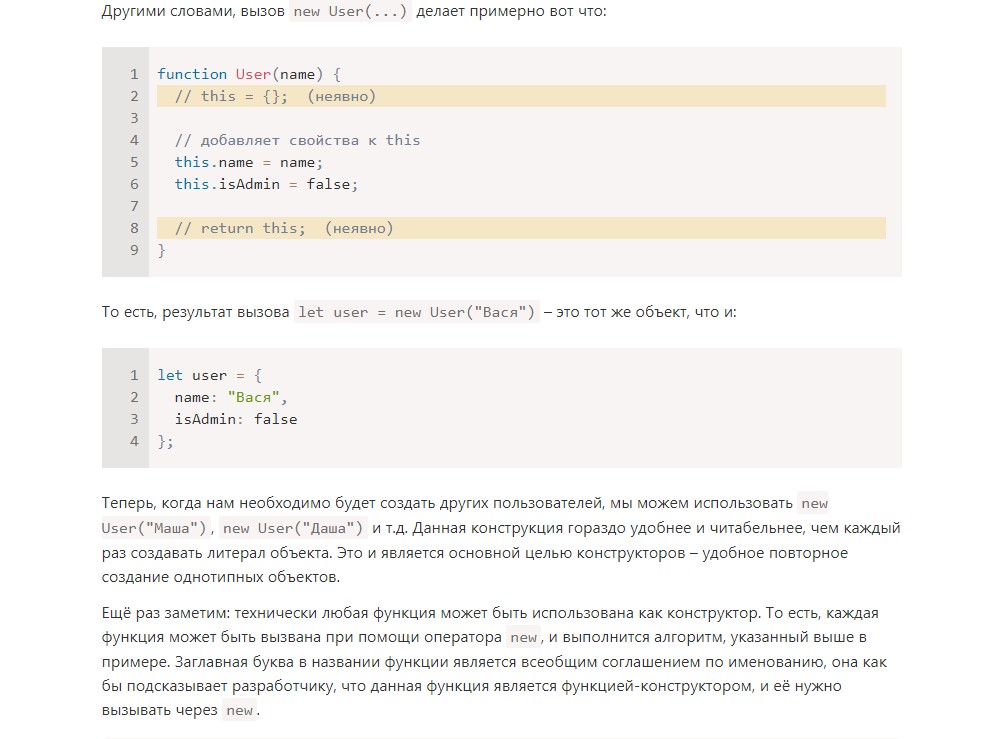 Другими словами, вызов new User(...) делает примерно вот что:
1 function User(name) {
2 // this = {};  (неявно)
3
4 // добавляет свойства к this
5 this.name = name;
6 this.isAdmin = false;
7
8 // return this;  (неявно)
9 }
То есть, результат вызова let user = new User("Вася") – это тот же объект, что и:
1 let user = {
2 name: "Вася",
3 isAdmin: false
4 };
Теперь, когда нам необходимо будет создать других пользователей, мы можем использовать new
User("Маша"), new User("Даша") и т.д. Данная конструкция гораздо удобнее и читабельнее, чем каждый
раз создавать литерал объекта. Это и является основной целью конструкторов – удобное повторное
создание однотипных объектов.
Ещё раз заметим: технически любая функция может быть использована как конструктор. То есть, каждая
функция может быть вызвана при помощи оператора new, и выполнится алгоритм, указанный выше в
примере. Заглавная буква в названии функции является всеобщим соглашением по именованию, она как
бы подсказывает разработчику, что данная функция является функцией-конструктором, и её нужно
вызывать через new.